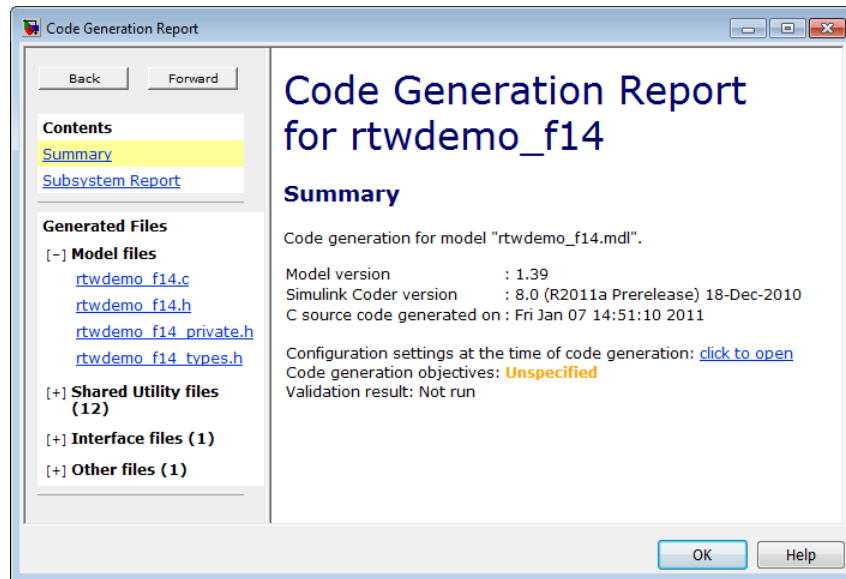 Code Generation Report
Back
Forward
Contents
Summary
Subsystem Report
Generated Files
[-] Model files
rtwdemo_f14.c
rtwdemo_f14.h
rtwdemo_f14_private.h
rtwdemo_f14_types.h
[+] Shared Utility files
(12)
[+] Interface files (1)
[+] Other files (1)
Code Generation Report
for rtwdemo_f14
Summary
Code generation for model "rtwdemo_f14.mdl".
Model version : 1.39
Simulink Coder version : 8.0 (R2011a Prerelease) 18-Dec-2010
C source code generated on : Fri Jan 07 14:51:10 2011
Configuration settings at the time of code generation: click to open
Code generation objectives: Unspecified
Validation result: Not run
OK
Help